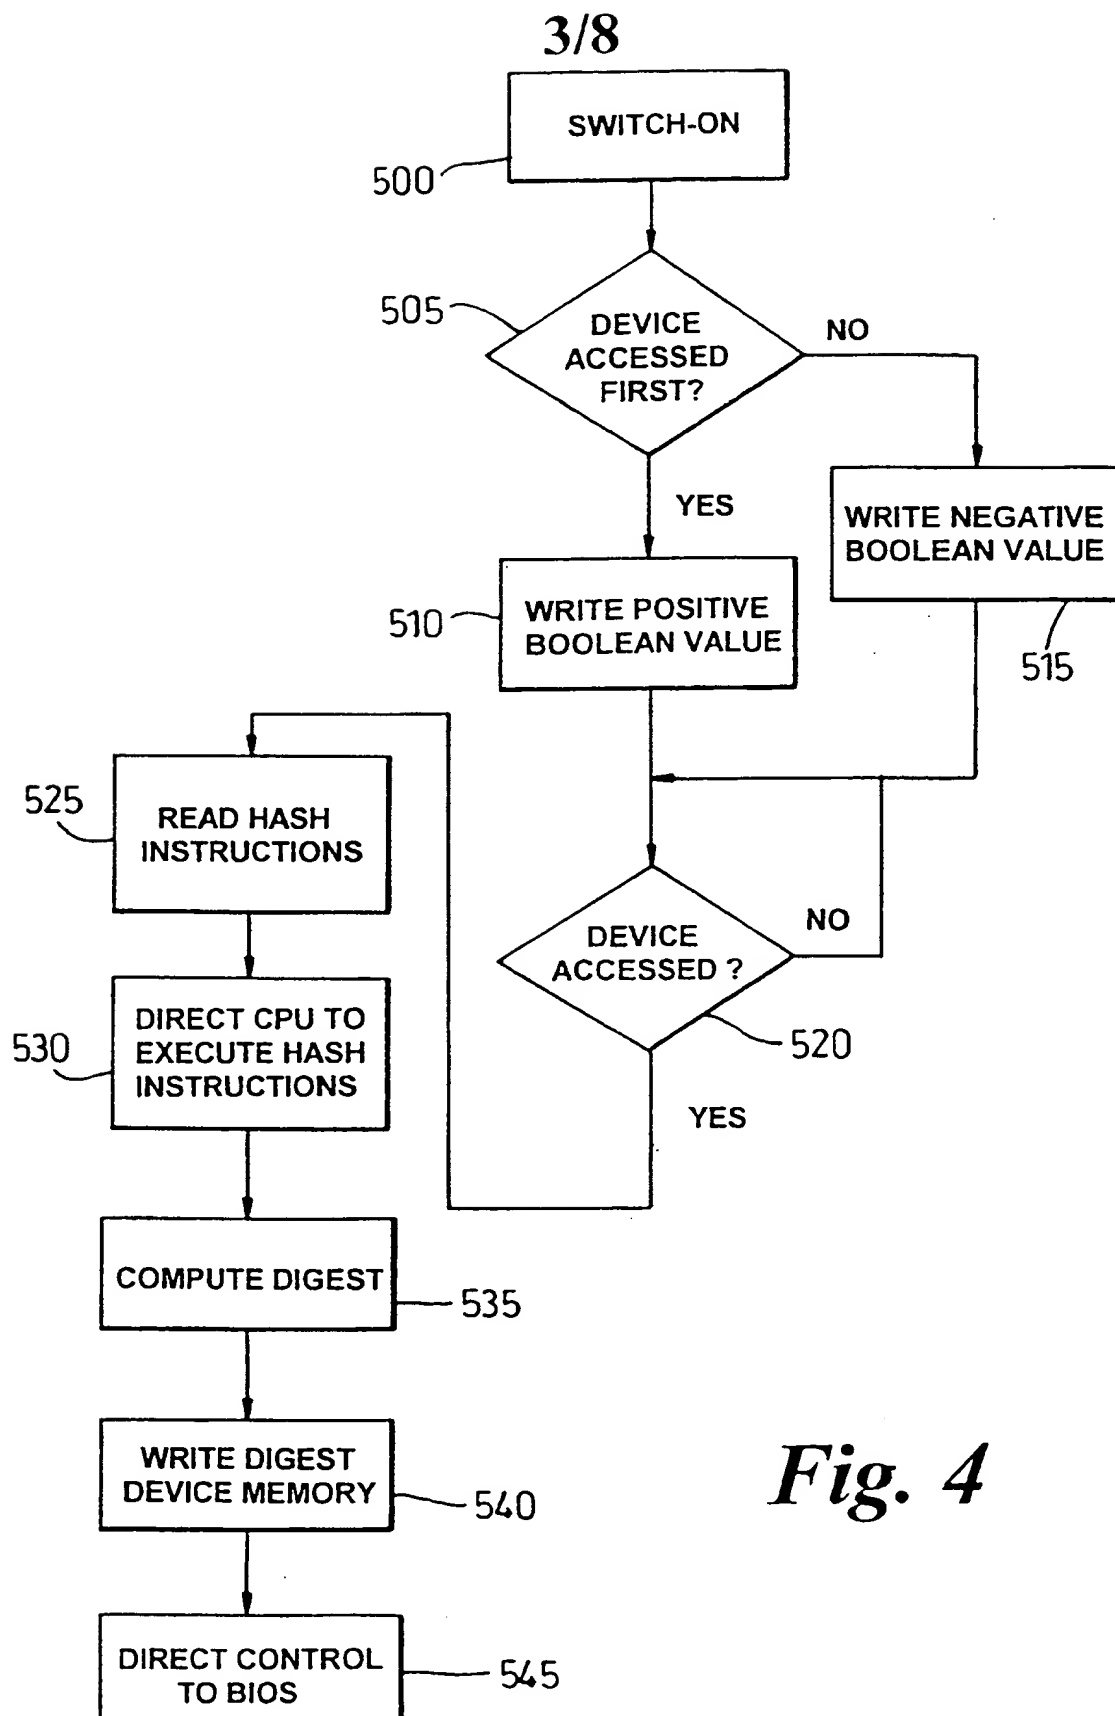 3/8
SWITCH-ON
500
505
DEVICE
ACCESSED
FIRST?
NO
YES
WRITE NEGATIVE
BOOLEAN VALUE
515
510
WRITE POSITIVE
BOOLEAN VALUE
525
READ HASH
INSTRUCTIONS
DEVICE
ACCESSED ?
NO
520
YES
530
DIRECT CPU TO
EXECUTE HASH
INSTRUCTIONS
COMPUTE DIGEST
535
WRITE DIGEST
DEVICE MEMORY
540
Fig. 4
DIRECT CONTROL
TO BIOS
545